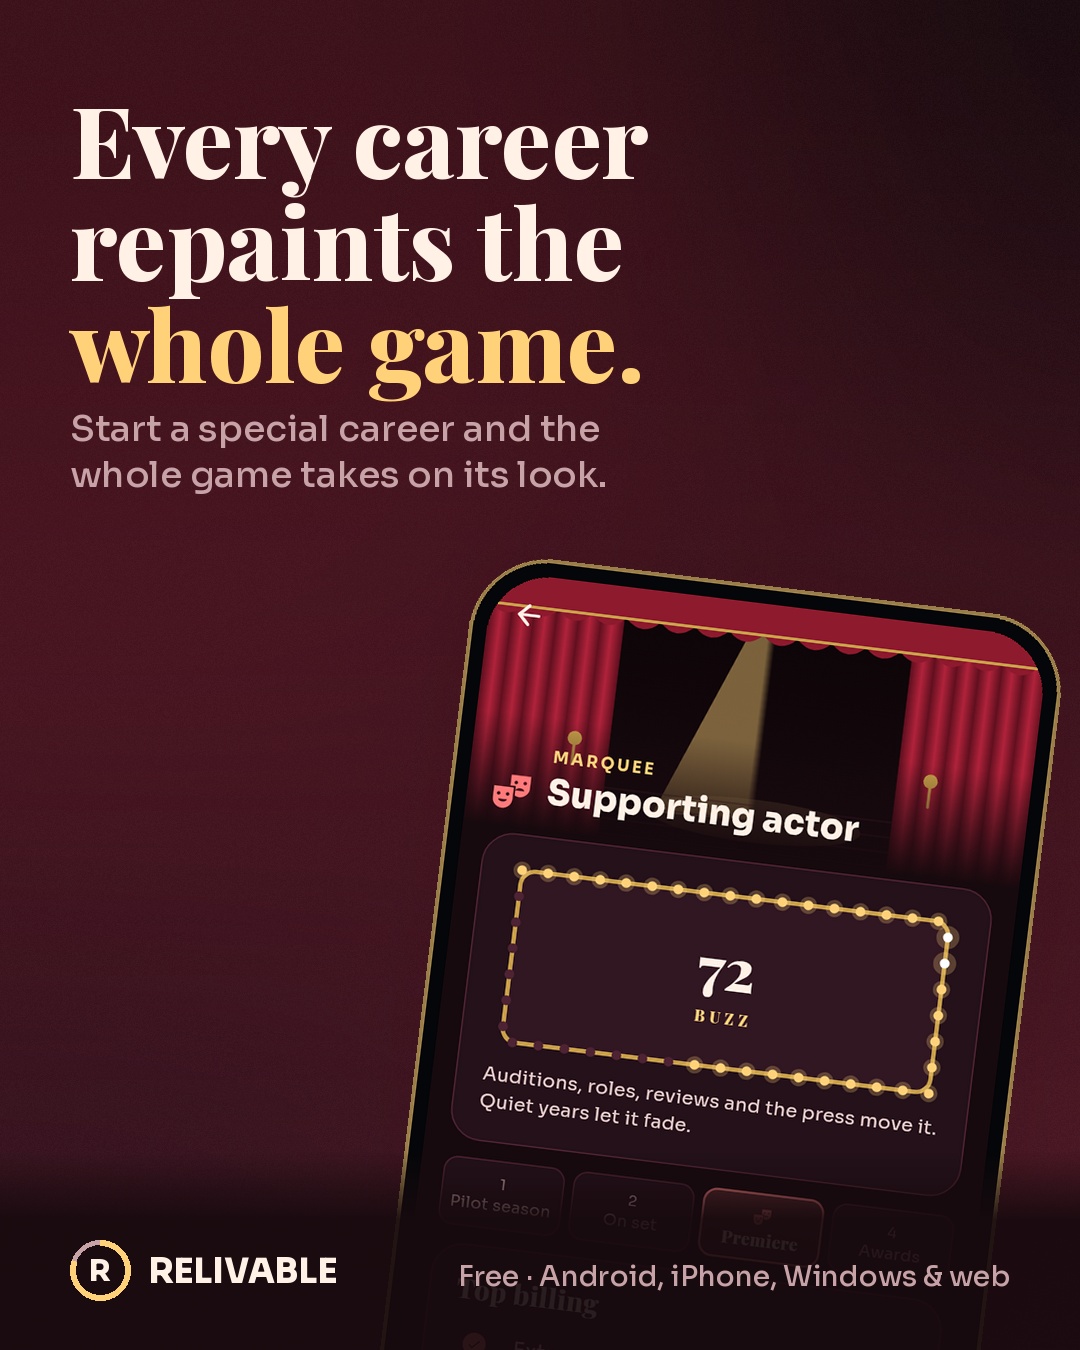 Every career
repaints the
whole game.
Start a special career and the
whole game takes on its look.
MARQUEE
Supporting actor
72
BUZZ
Auditions, roles, reviews and the press move it.
Quiet years let it fade.
1
Pilot season
2
On set
Premiere
4
Awards
Top billing
R RELIVABLE
Free · Android, iPhone, Windows & web